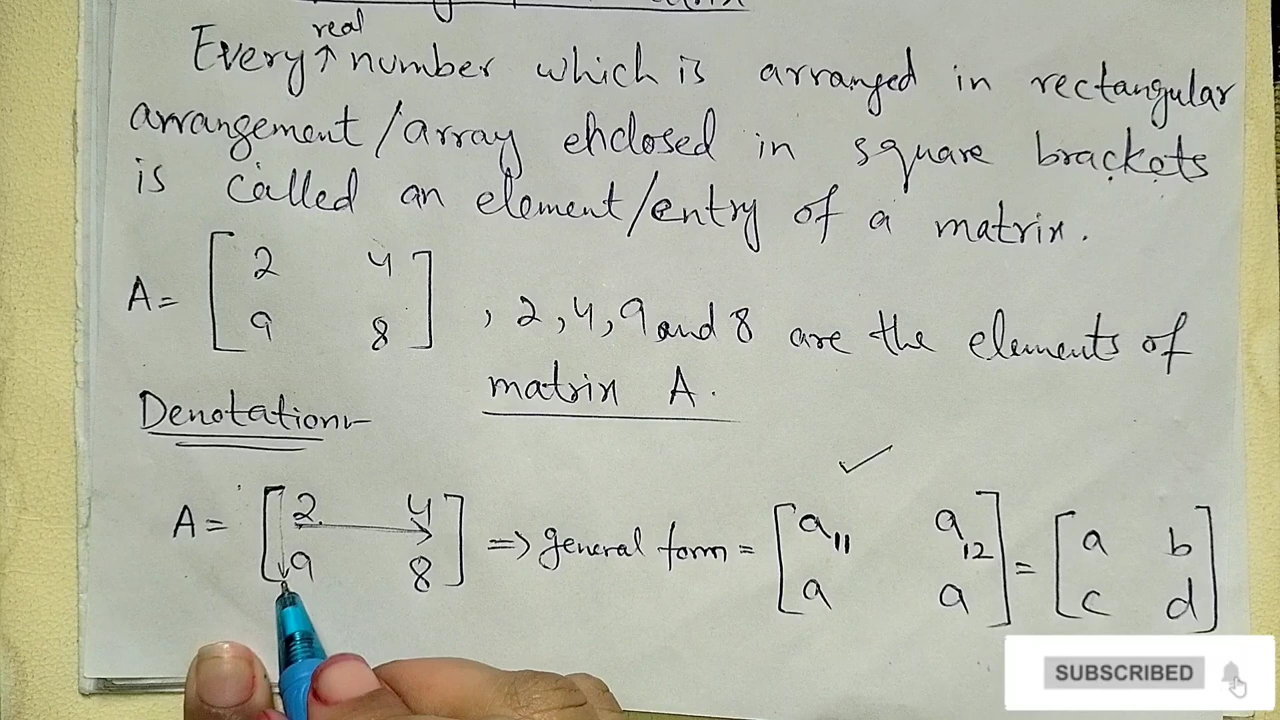 real
Every ↑ number which is arranged in rectangular
arrangement/array enclosed in square brackets
is called an element/entry of a matrix.
A = [ 2 4
9 8 ] , 2, 4, 9 and 8 are the elements of
matrix A.
Denotation:-
A = [ 2 4
9 8 ] => general form = [ a11 a12
a a ] = [ a b
c d ]
SUBSCRIBED